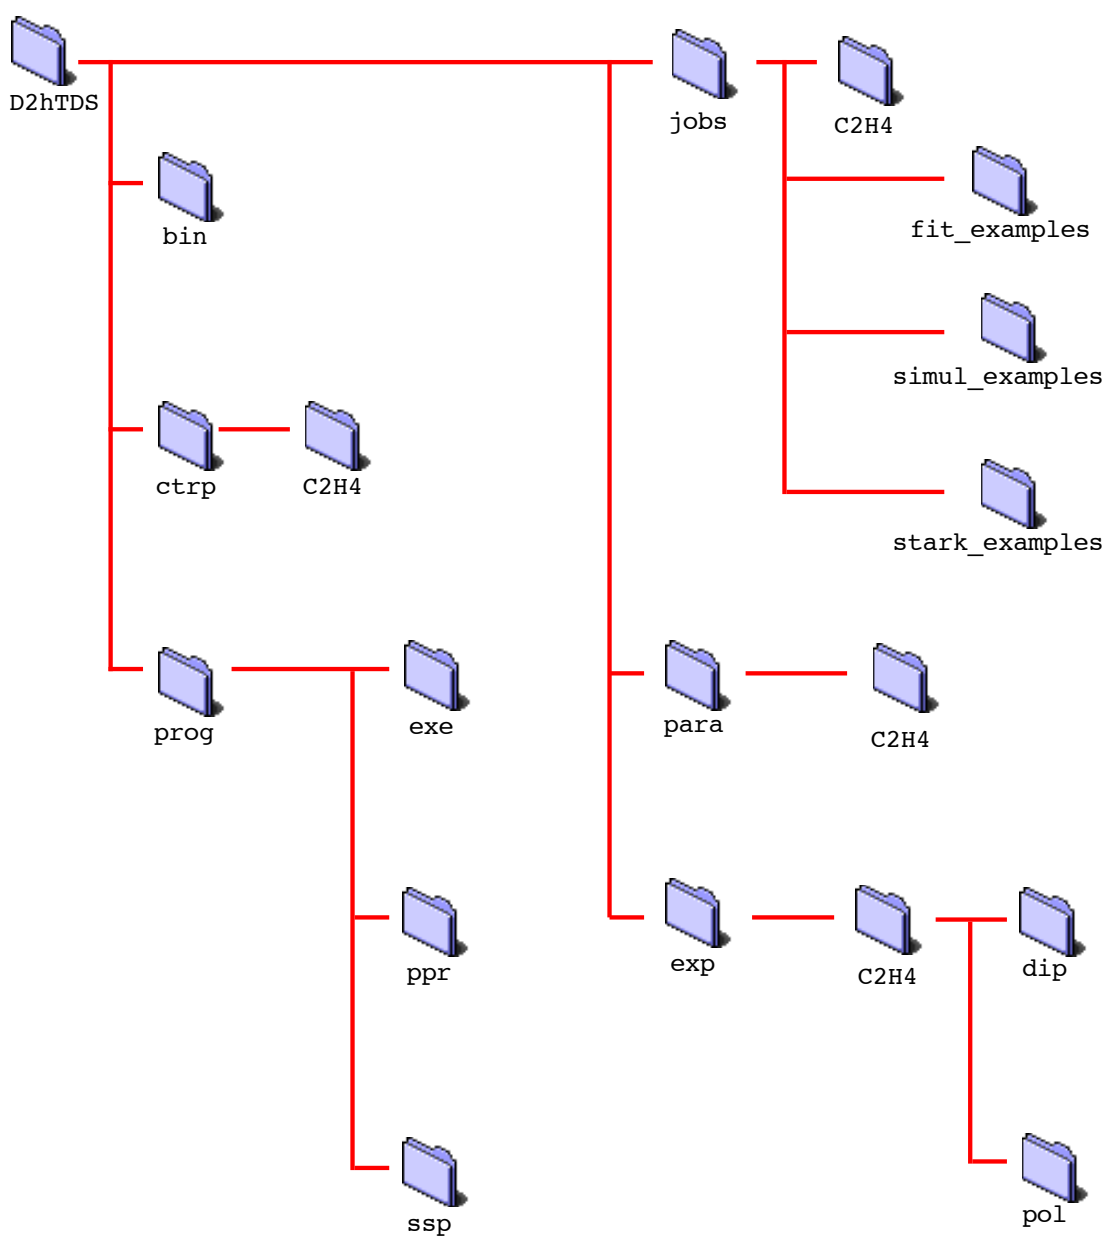 D2hTDS
jobs
C2H4
bin
fit_examples
simul_examples
ctrp
C2H4
stark_examples
prog
exe
para
C2H4
ppr
exp
C2H4
dip
ssp
pol